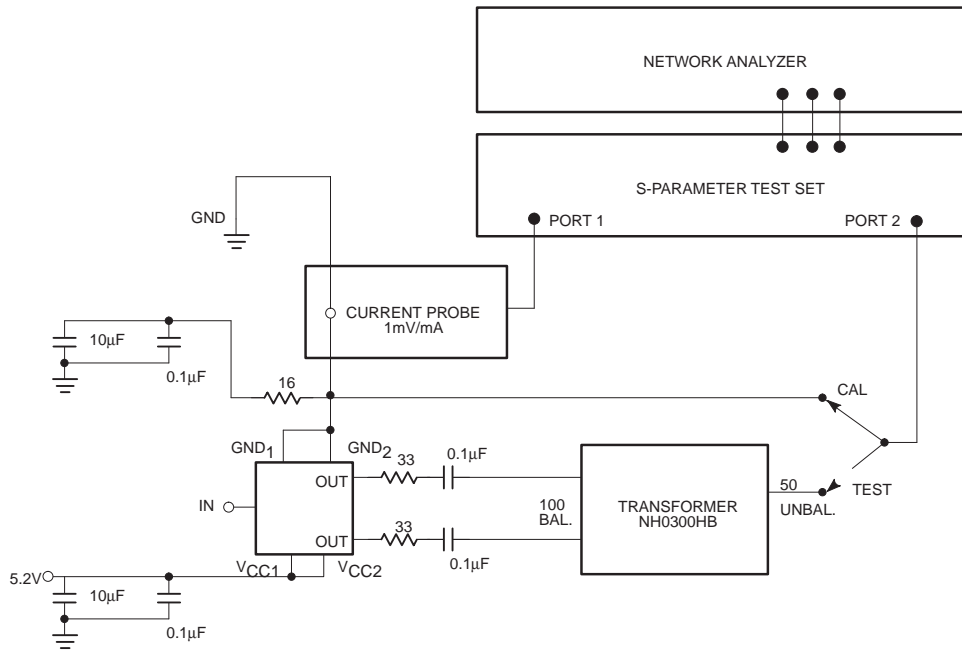 NETWORK ANALYZER
S-PARAMETER TEST SET
PORT 1
PORT 2
GND
CURRENT PROBE
1mV/mA
10μF
0.1μF
16
CAL
GND1
GND2
33
0.1μF
OUT
IN
100
BAL.
TRANSFORMER
NH0300HB
50
UNBAL.
TEST
OUT
33
0.1μF
VCC1
VCC2
5.2V
10μF
0.1μF